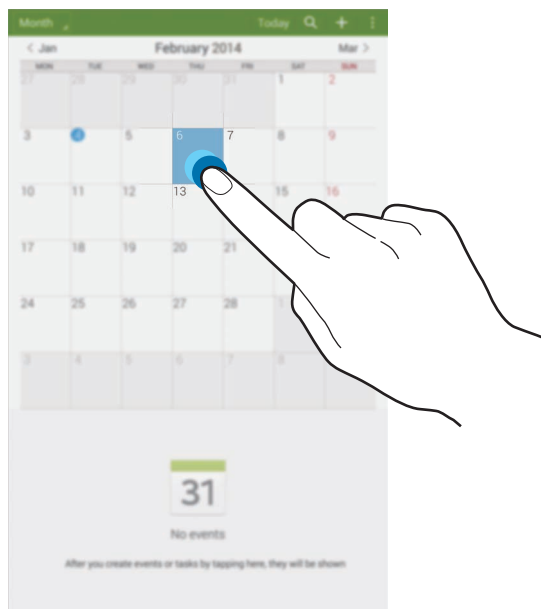 Month Today
< Jan February 2014 Mar >
MON TUE WED THU FRI SAT SUN
27 28 29 30 31 1 2
3 4 5 6 7 8 9
10 11 12 13 15 16
17 18 19 20 21
24 25 26 27 28 1
3 4 5 6 7 8
31
No events
After you create events or tasks by tapping here, they will be shown